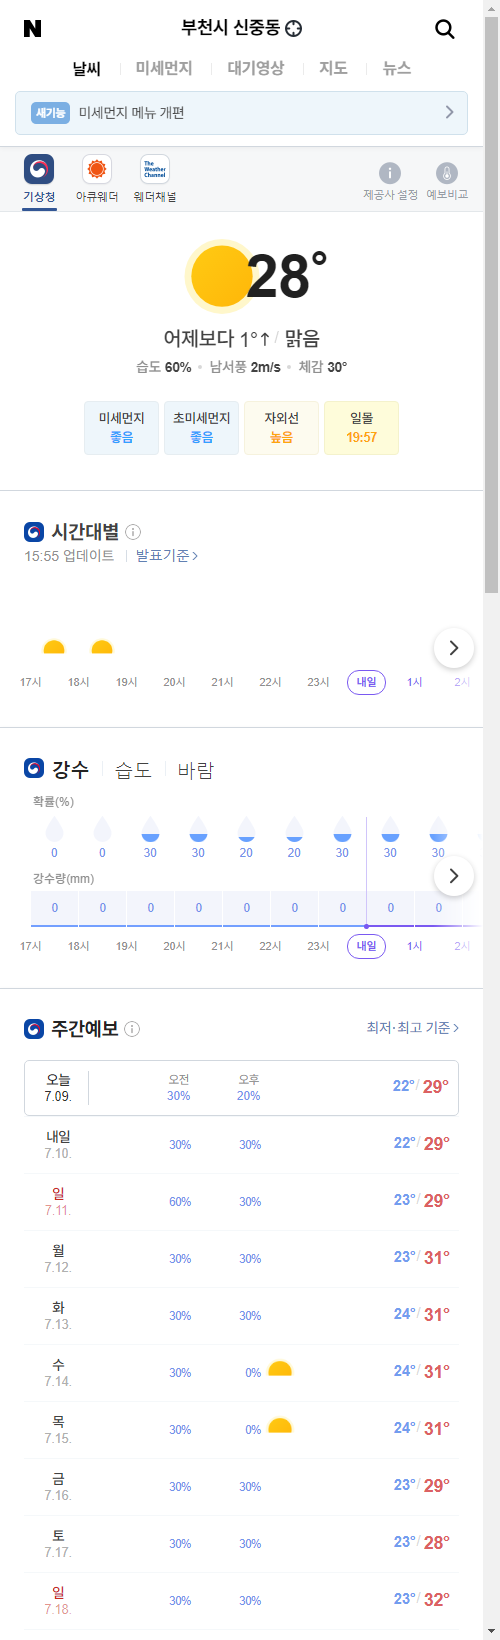 N
부천시 신중동
날씨 미세먼지 대기영상 지도 뉴스
새기능 미세먼지 메뉴 개편
The Weather Channel
기상청 아큐웨더 웨더채널 제공사 설정 예보비교
28°
어제보다 1°↑ / 맑음
습도 60% 남서풍 2m/s 체감 30°
미세먼지 초미세먼지 자외선 일몰
좋음 좋음 높음 19:57
시간대별
15:55 업데이트 발표기준 >
17시 18시 19시 20시 21시 22시 23시 내일 1시 2시
강수 습도 바람
확률(%)
0 0 30 30 20 20 30 30 30
강수량(mm)
0 0 0 0 0 0 0 0 0
17시 18시 19시 20시 21시 22시 23시 내일 1시 2시
주간예보 최저·최고 기준 >
오늘 오전 오후
7.09. 30% 20% 22°/ 29°
내일
7.10. 30% 30% 22°/ 29°
일
7.11. 60% 30% 23°/ 29°
월
7.12. 30% 30% 23°/ 31°
화
7.13. 30% 30% 24°/ 31°
수
7.14. 30% 0% 24°/ 31°
목
7.15. 30% 0% 24°/ 31°
금
7.16. 30% 30% 23°/ 29°
토
7.17. 30% 30% 23°/ 28°
일
7.18. 30% 30% 23°/ 32°